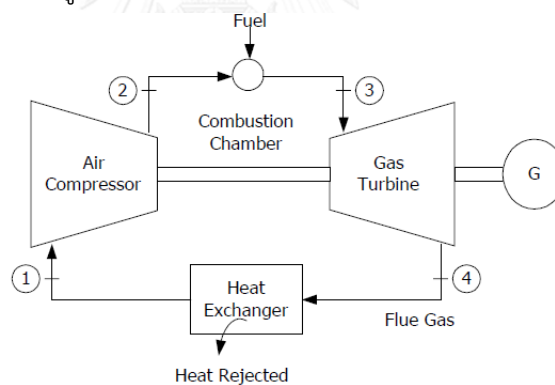 Fuel
2
3
Combustion
Chamber
Air
Compressor
Gas
Turbine
G
1
Heat
Exchanger
4
Flue Gas
Heat Rejected